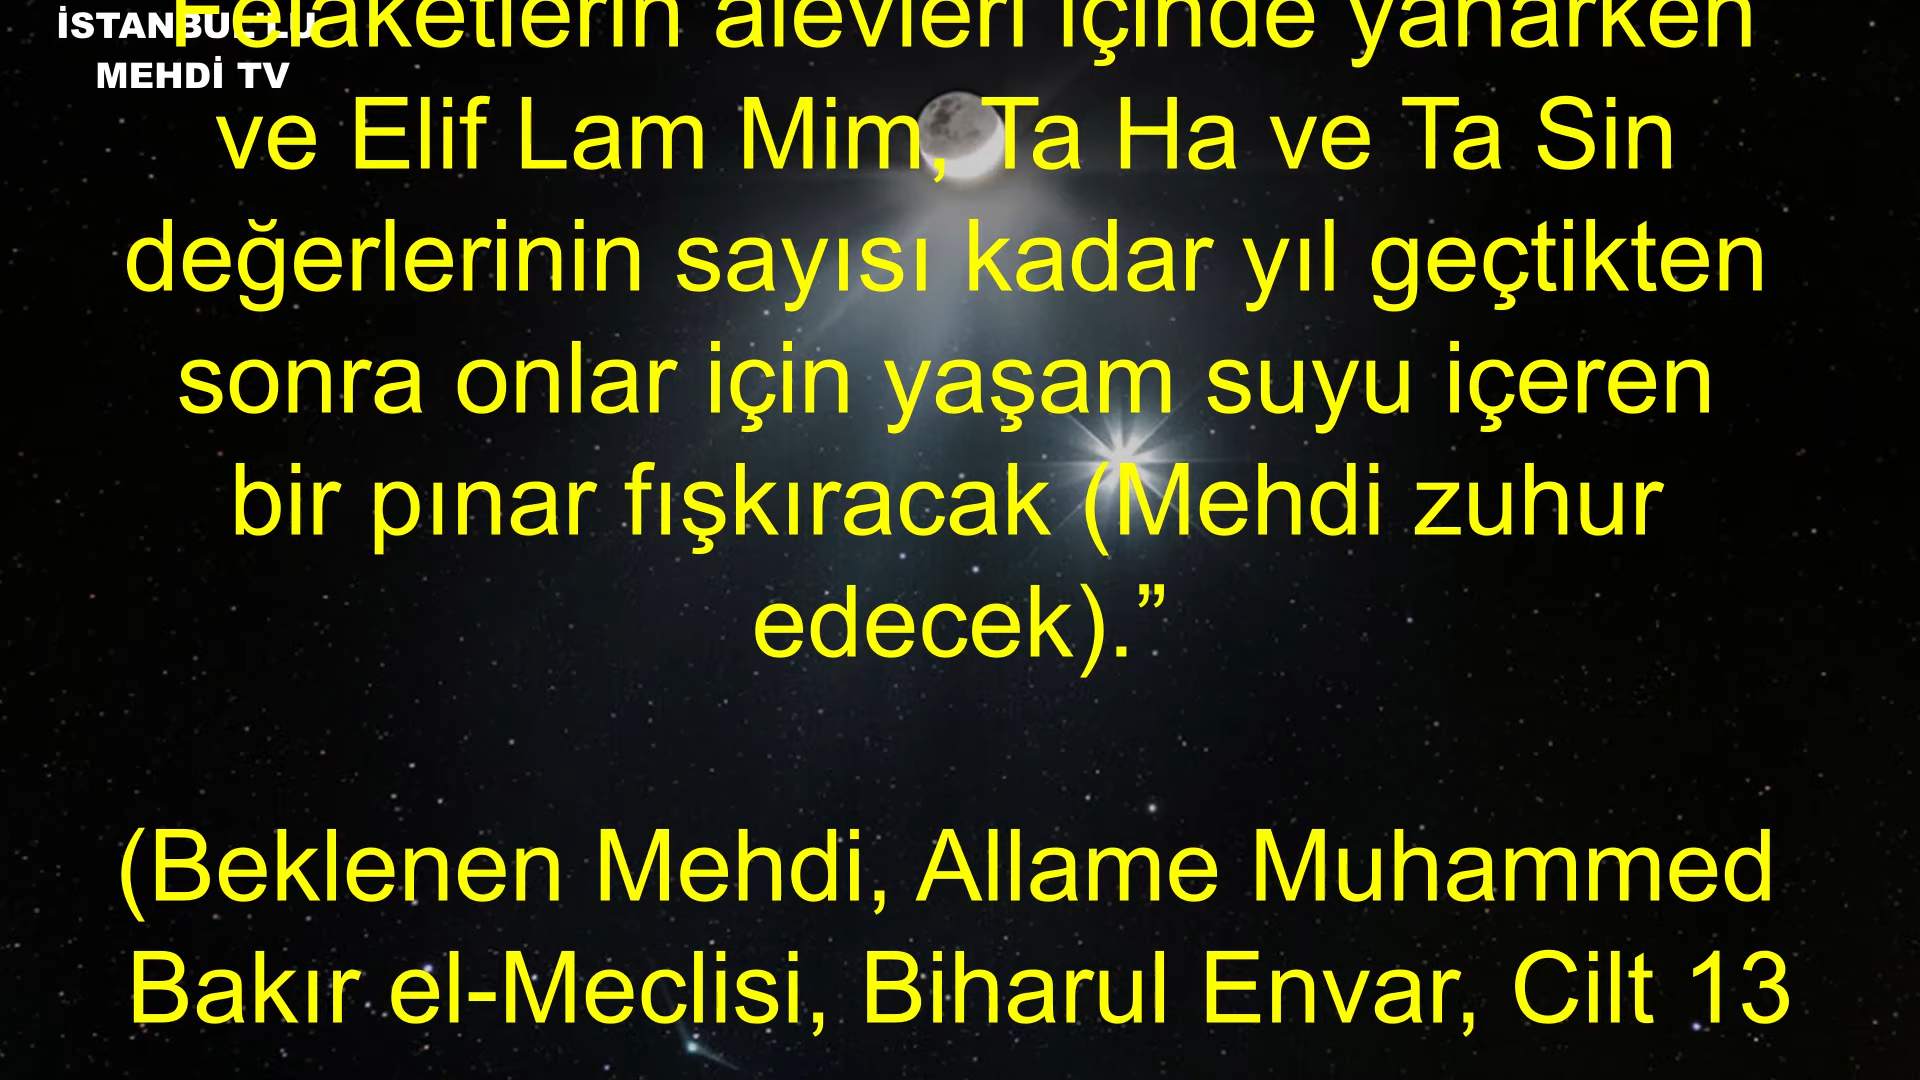 İSTANBUL'LU
MEHDİ TV
Felaketlerin alevleri içinde yanarken
ve Elif Lam Mim, Ta Ha ve Ta Sin
değerlerinin sayısı kadar yıl geçtikten
sonra onlar için yaşam suyu içeren
bir pınar fışkıracak (Mehdi zuhur
edecek).”
(Beklenen Mehdi, Allame Muhammed
Bakır el-Meclisi, Biharul Envar, Cilt 13